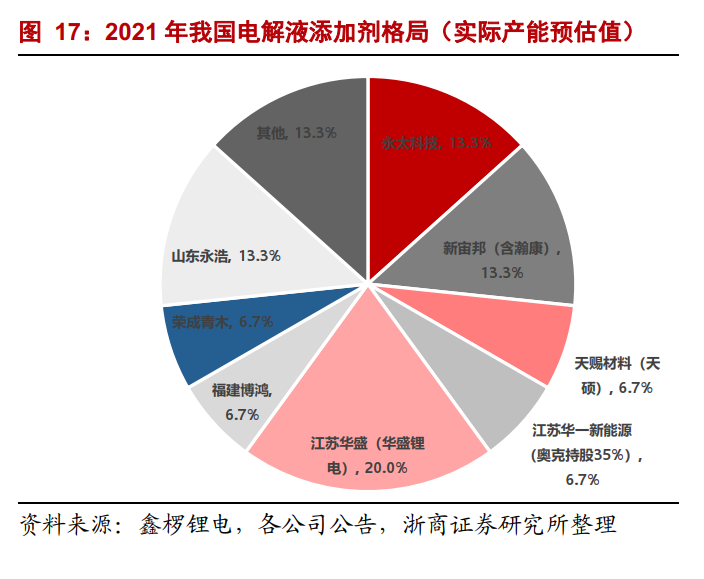 图 17：2021 年我国电解液添加剂格局（实际产能预估值）
其他, 13.3%
永太科技, 13.3%
新宙邦（含瀚康）,
13.3%
山东永浩, 13.3%
荣成青木, 6.7%
天赐材料（天
硕）, 6.7%
福建博鸿,
6.7%
江苏华一新能源
（奥克持股35%）,
6.7%
江苏华盛（华盛锂
电）, 20.0%
资料来源：鑫椤锂电，各公司公告，浙商证券研究所整理